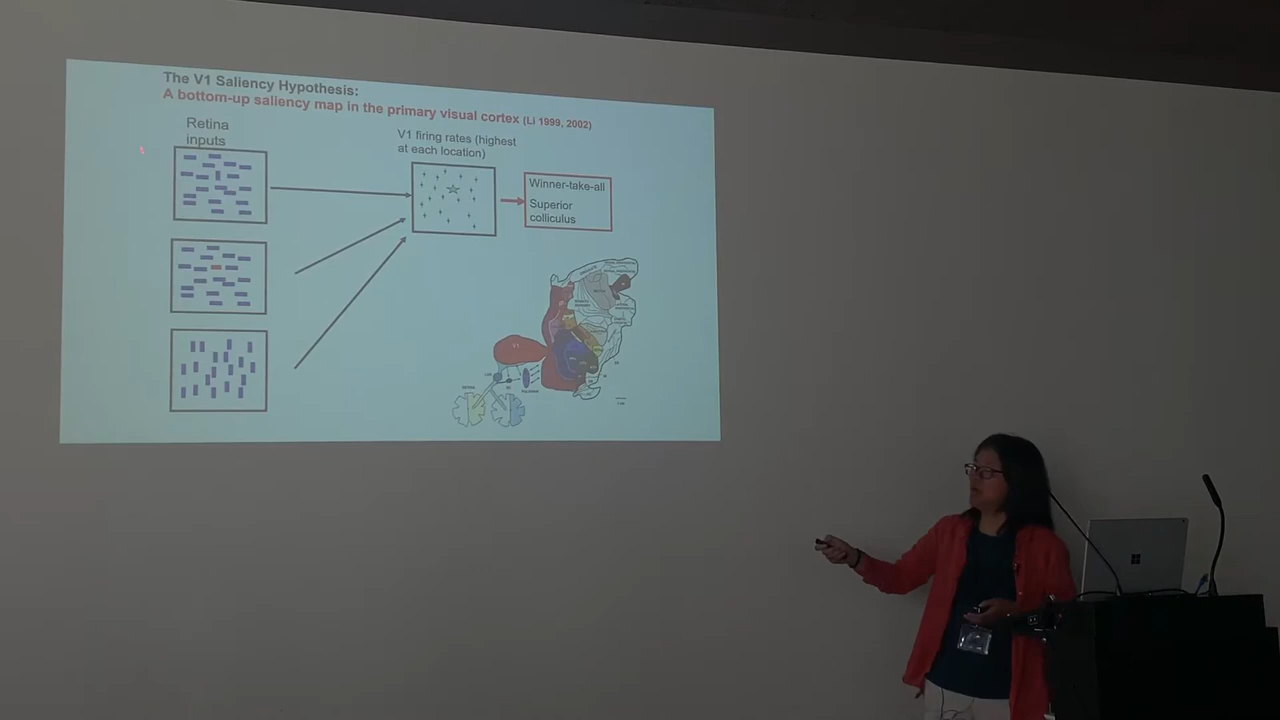 The V1 Saliency Hypothesis:
A bottom-up saliency map in the primary visual cortex (Li 1999, 2002)
Retina
inputs
V1 firing rates (highest
at each location)
Winner-take-all
Superior
colliculus
V1